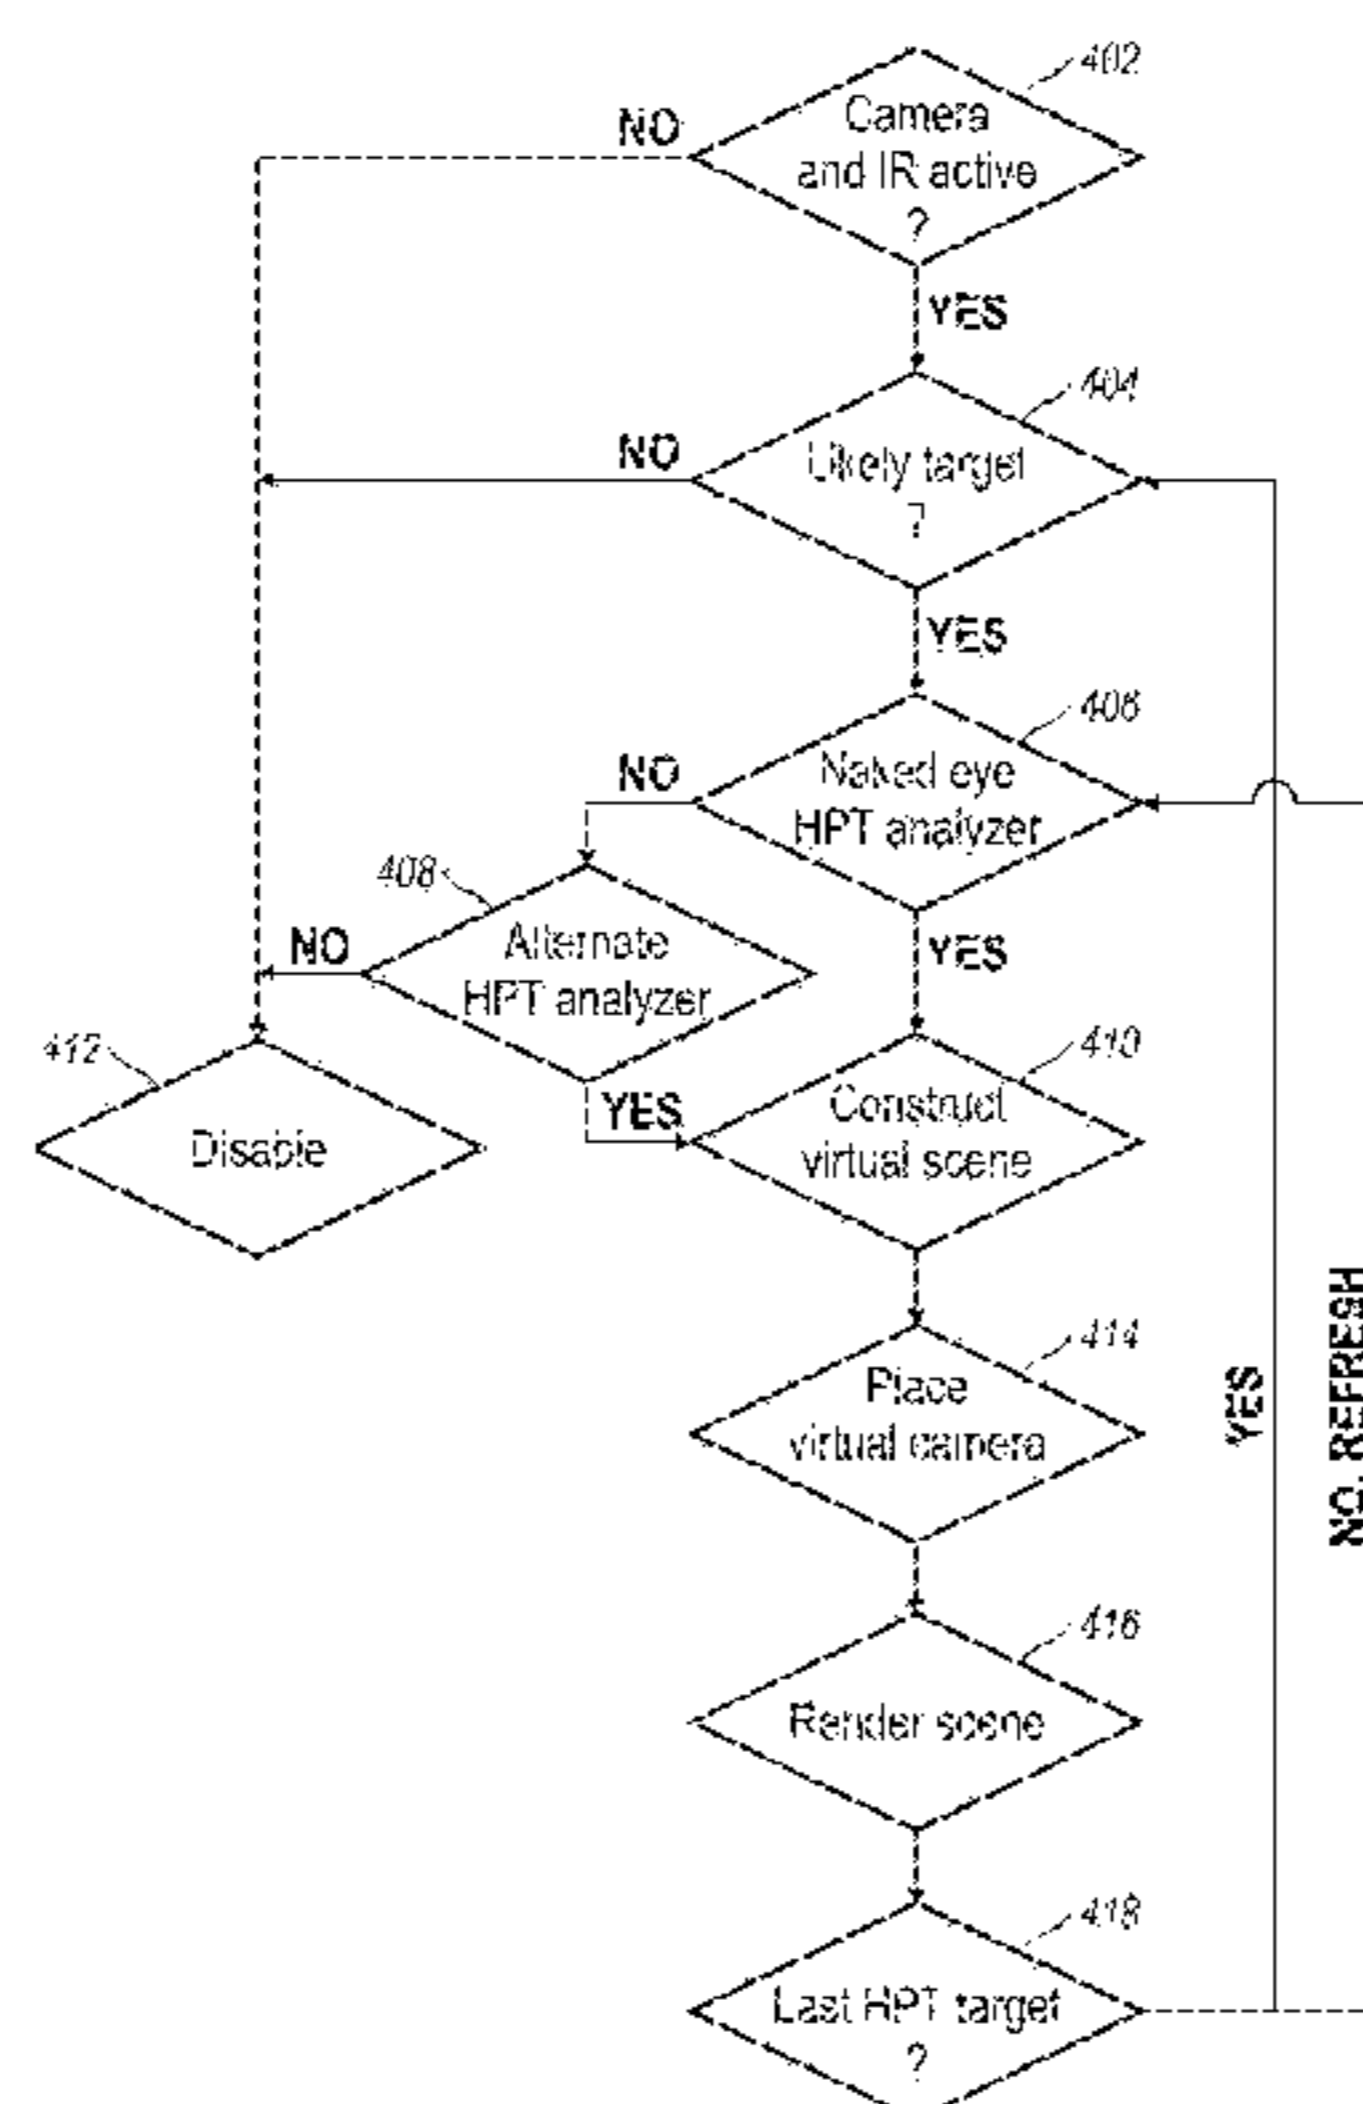 402
Camera
and IR active
?
NO
YES
404
Likely target
?
NO
YES
406
Naked eye
HPT analyzer
NO
408
Alternate
HPT analyzer
NO
YES
YES
410
Construct
virtual scene
412
Disable
414
Place
virtual camera
YES
NO, REFRESH
416
Render scene
418
Last HPT target
?